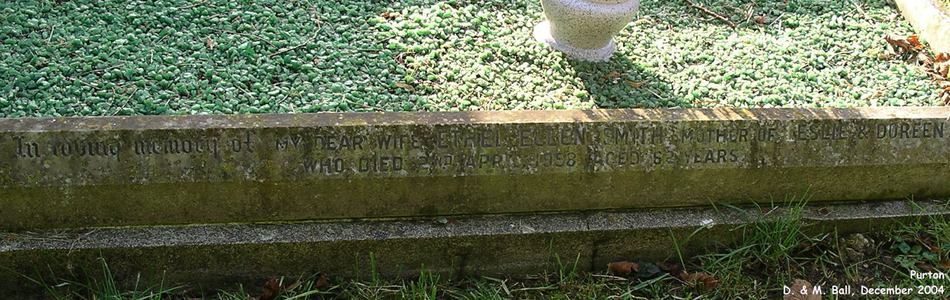 In loving memory of MY DEAR WIFE ETHEL ELLEN SMITH MOTHER OF LESLIE & DOREEN
WHO DIED 2ND APRIL 1958 AGED 62 YEARS.
Purton
D. & M. Ball, December 2004